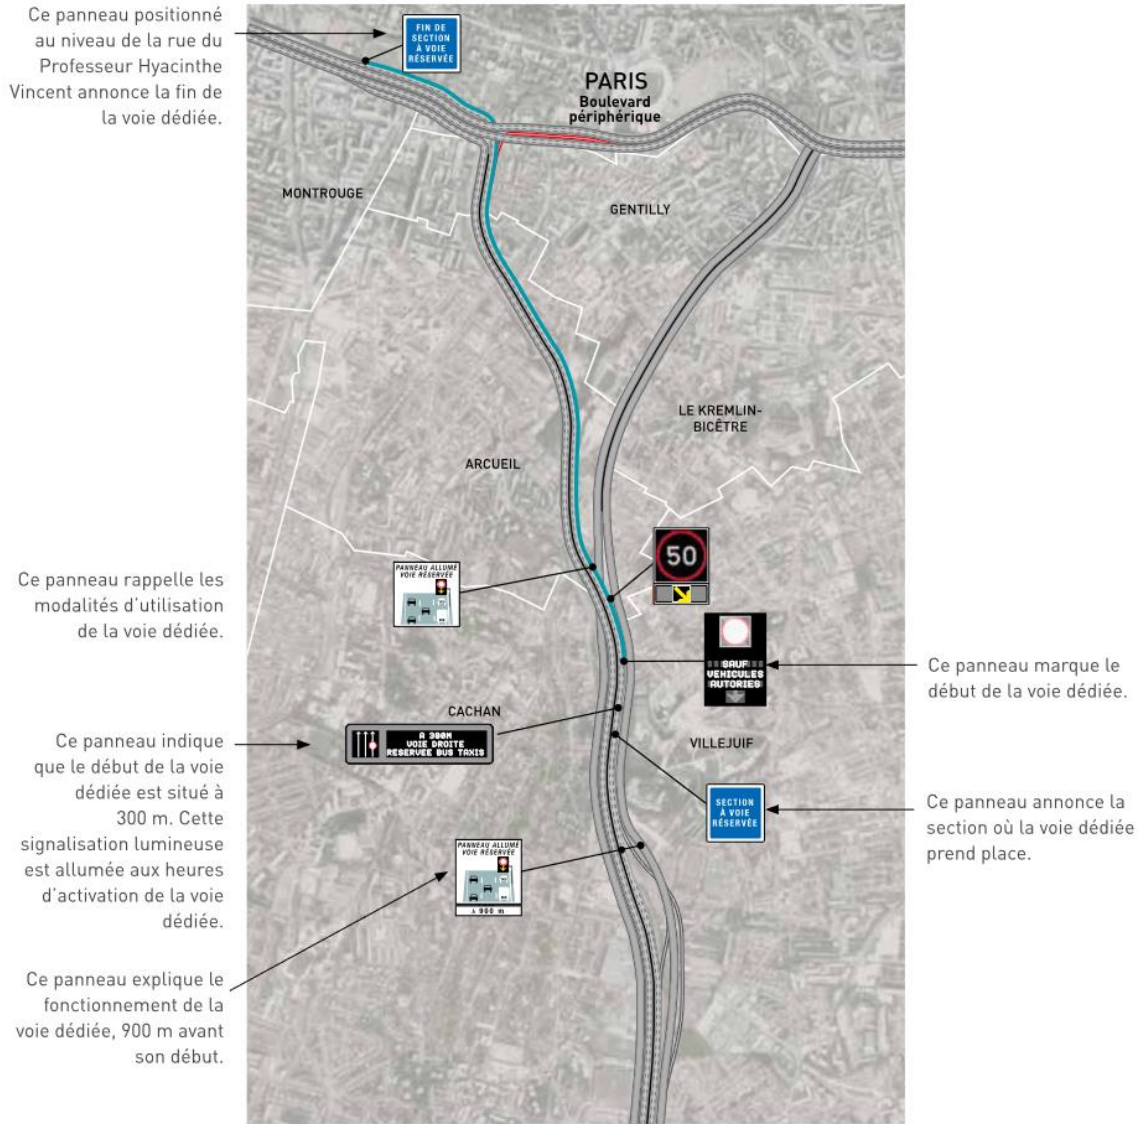 Ce panneau positionné
au niveau de la rue du
Professeur Hyacinthe
Vincent annonce la fin de
la voie dédiée.
FIN DE
SECTION
À VOIE
RÉSERVÉE
PARIS
Boulevard
périphérique
MONTROUGE
GENTILLY
LE KREMLIN-
BICÊTRE
ARCUEIL
50
Ce panneau rappelle les
modalités d'utilisation
de la voie dédiée.
PANNEAU ALLUMÉ
VOIE RÉSERVÉE
SAUF
VEHICULES
AUTORIES
Ce panneau marque le
début de la voie dédiée.
CACHAN
A 300M
VOIE DROITE
RESERVEE BUS TAXIS
VILLEJUIF
Ce panneau indique
que le début de la voie
dédiée est situé à
300 m. Cette
signalisation lumineuse
est allumée aux heures
d'activation de la voie
dédiée.
SECTION
À VOIE
RÉSERVÉE
Ce panneau annonce la
section où la voie dédiée
prend place.
PANNEAU ALLUMÉ
VOIE RÉSERVÉE
À 900 m
Ce panneau explique le
fonctionnement de la
voie dédiée, 900 m avant
son début.